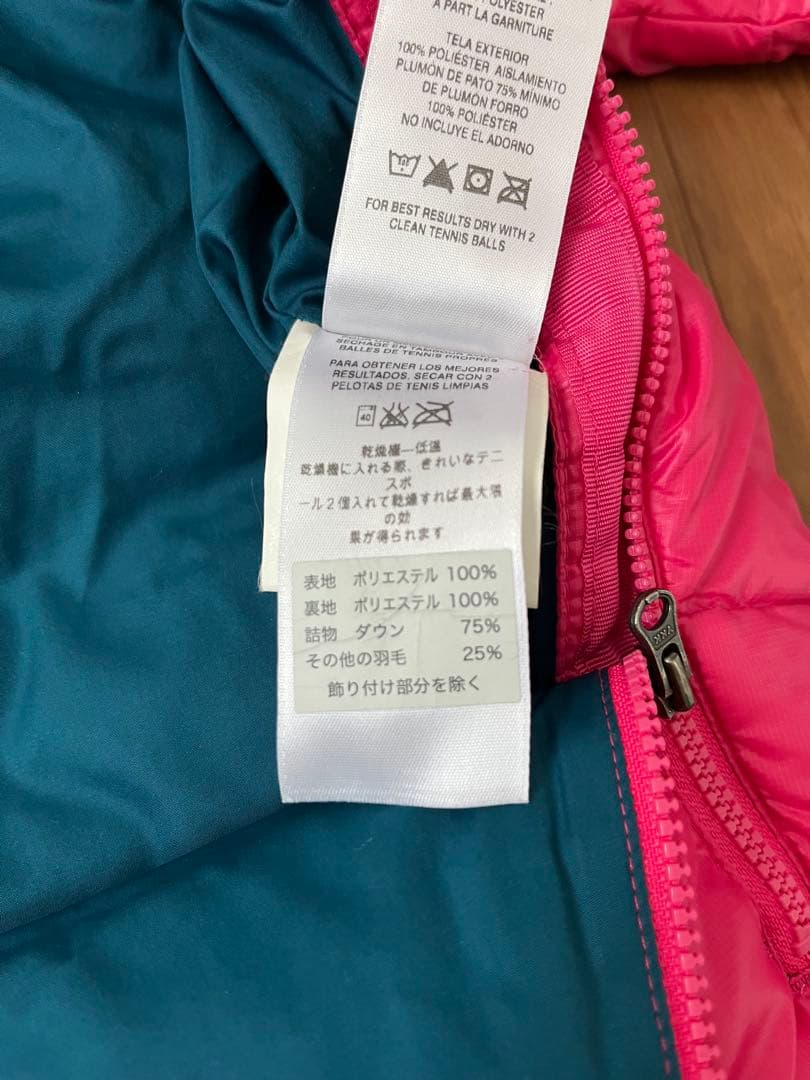 POLYESTER
A PART LA GARNITURE
TELA EXTERIOR
100% POLIÉSTER AISLAMIENTO
PLUMÓN DE PATO 75% MÍNIMO
DE PLUMÓN FORRO
100% POLIÉSTER
NO INCLUYE EL ADORNO
FOR BEST RESULTS DRY WITH 2
CLEAN TENNIS BALLS
SECHAGE EN TAMBOUR
BALLES DE TENNIS PROPRES
PARA OBTENER LOS MEJORES
RESULTADOS, SECAR CON 2
PELOTAS DE TENIS LIMPIAS
40
乾燥機—低温
乾燥機に入れる際、きれいなテニ
スボ
ール2個入れて乾燥すれば最大限
の効
果が得られます
表地 ポリエステル 100%
裏地 ポリエステル 100%
詰物 ダウン 75%
その他の羽毛 25%
飾り付け部分を除く
YKK